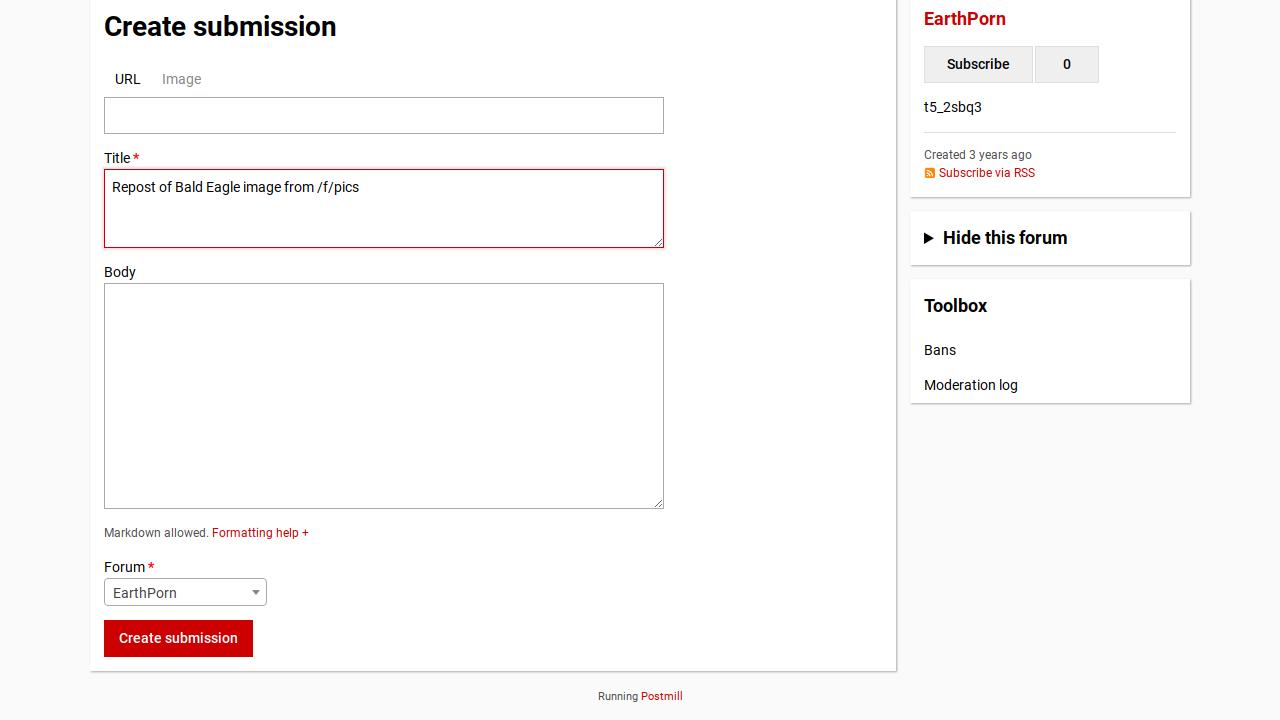 Create submission
URL Image
Title *
Repost of Bald Eagle image from /f/pics
Body
Markdown allowed. Formatting help +
Forum *
EarthPorn
Create submission
EarthPorn
Subscribe 0
t5_2sbq3
Created 3 years ago
Subscribe via RSS
Hide this forum
Toolbox
Bans
Moderation log
Running Postmill